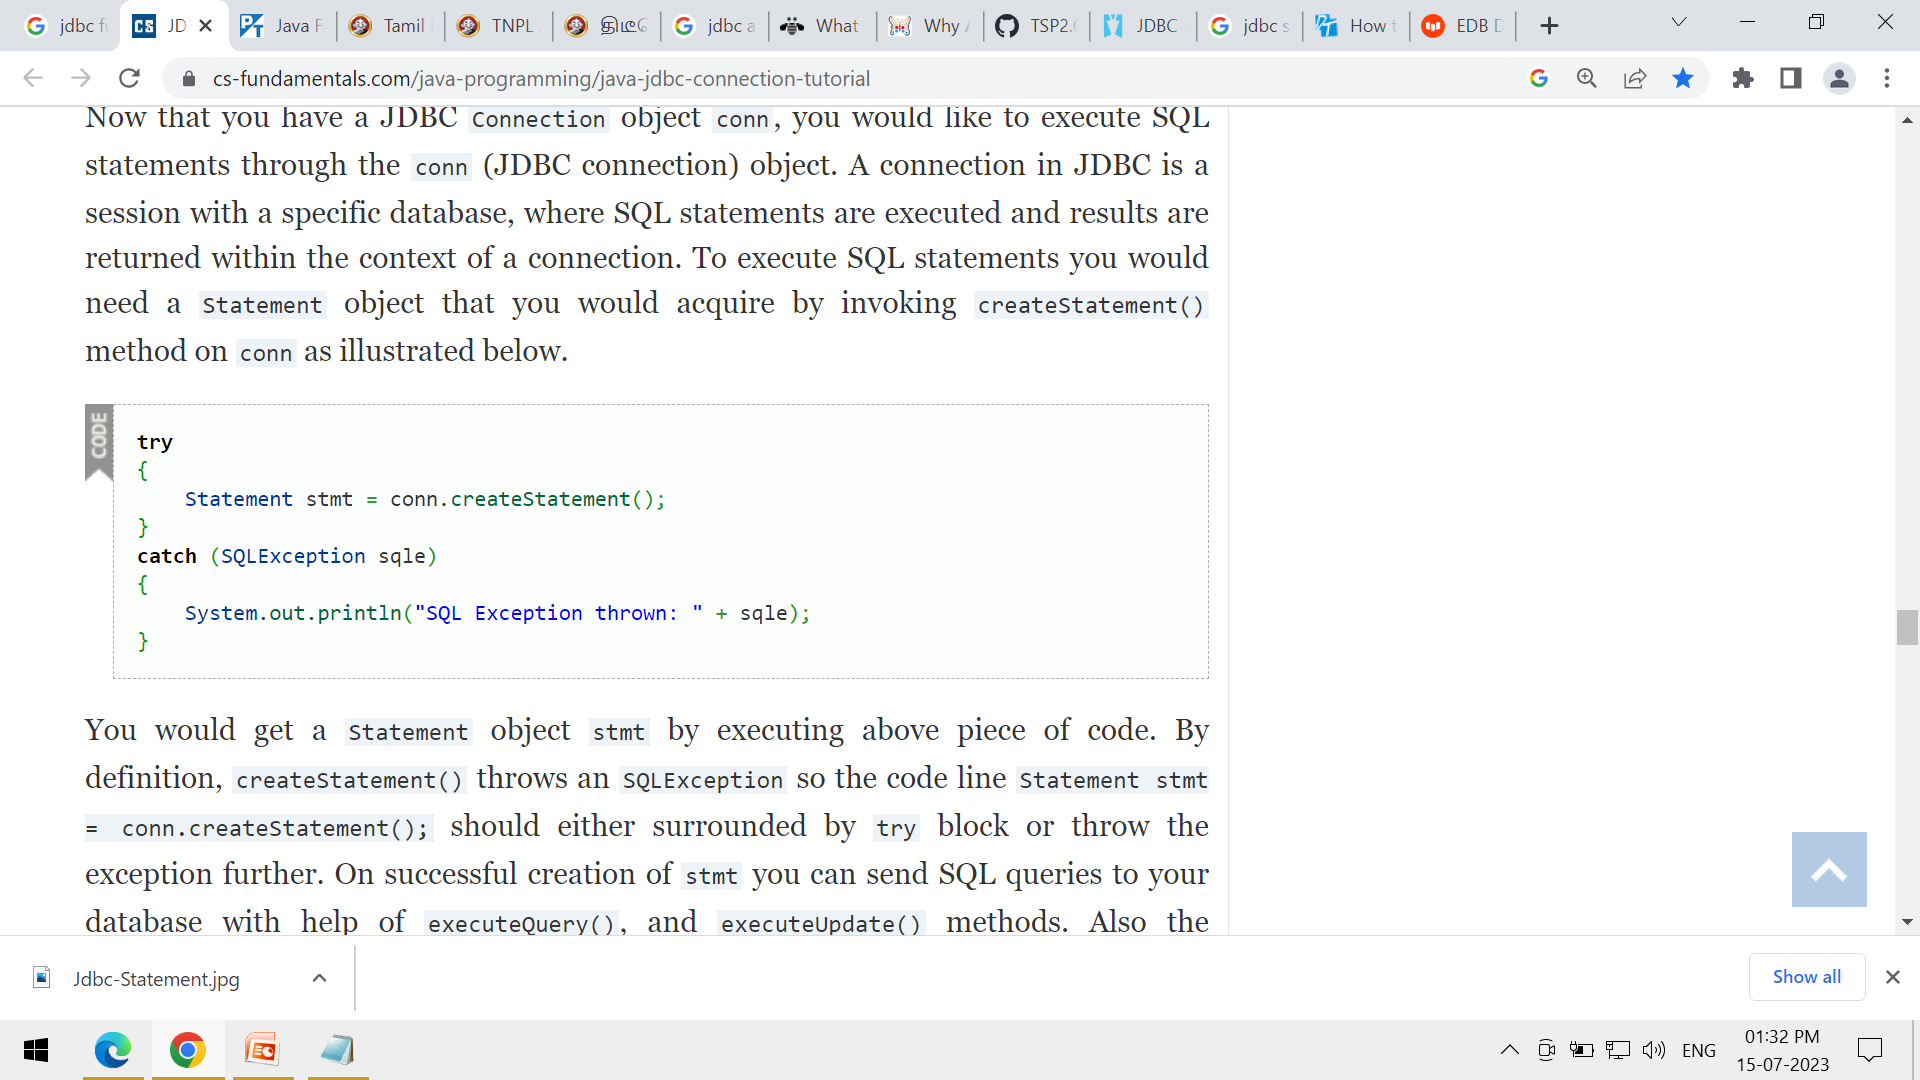 jdbc f
JD
Java F
Tamil
TNPL
jdbc a
What
Why
TSP2.
JDBC
jdbc s
How t
EDB D
cs-fundamentals.com/java-programming/java-jdbc-connection-tutorial
Now that you have a JDBC Connection object conn, you would like to execute SQL
statements through the conn (JDBC connection) object. A connection in JDBC is a
session with a specific database, where SQL statements are executed and results are
returned within the context of a connection. To execute SQL statements you would
need a Statement object that you would acquire by invoking createStatement()
method on conn as illustrated below.
CODE
try
{
Statement stmt = conn.createStatement();
}
catch (SQLException sqle)
{
System.out.println("SQL Exception thrown: " + sqle);
}
You would get a Statement object stmt by executing above piece of code. By
definition, createStatement() throws an SQLException so the code line Statement stmt
= conn.createStatement(); should either surrounded by try block or throw the
exception further. On successful creation of stmt you can send SQL queries to your
database with help of executeQuery(), and executeUpdate() methods. Also the
Jdbc-Statement.jpg
Show all
ENG
01:32 PM
15-07-2023